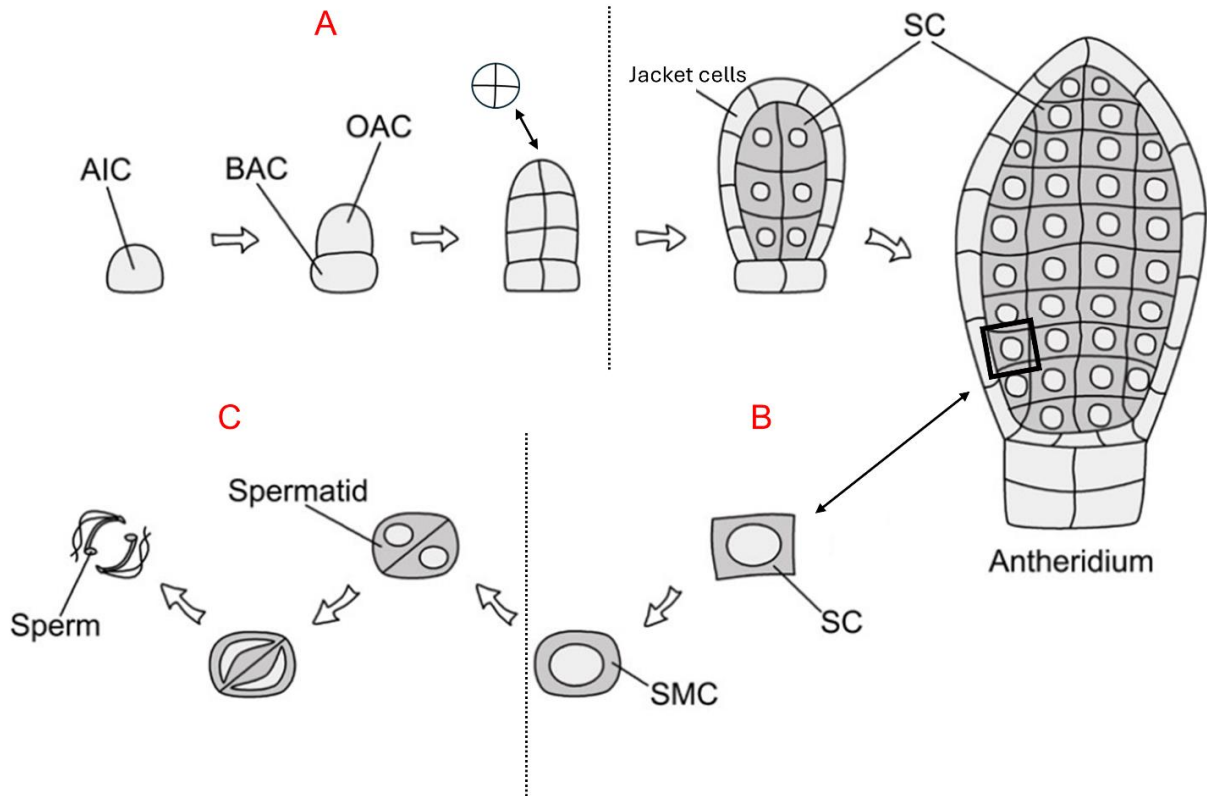 A
SC
Jacket cells
OAC
AIC
BAC
C
B
Spermatid
Antheridium
Sperm
SC
SMC